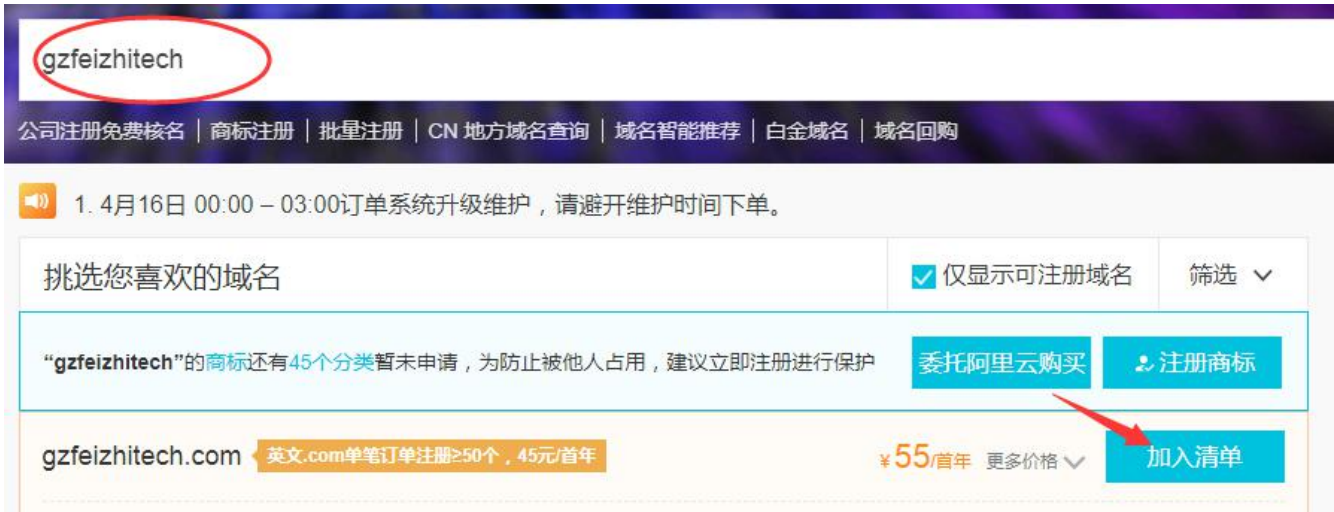 gzfeizhitech
公司注册免费核名 | 商标注册 | 批量注册 | CN 地方域名查询 | 域名智能推荐 | 白金域名 | 域名回购
1. 4月16日 00:00 – 03:00订单系统升级维护，请避开维护时间下单。
挑选您喜欢的域名 仅显示可注册域名 筛选
“gzfeizhitech”的商标还有45个分类暂未申请，为防止被他人占用，建议立即注册进行保护 委托阿里云购买 注册商标
gzfeizhitech.com 英文.com单笔订单注册≥50个，45元/首年 ¥55/首年 更多价格 加入清单